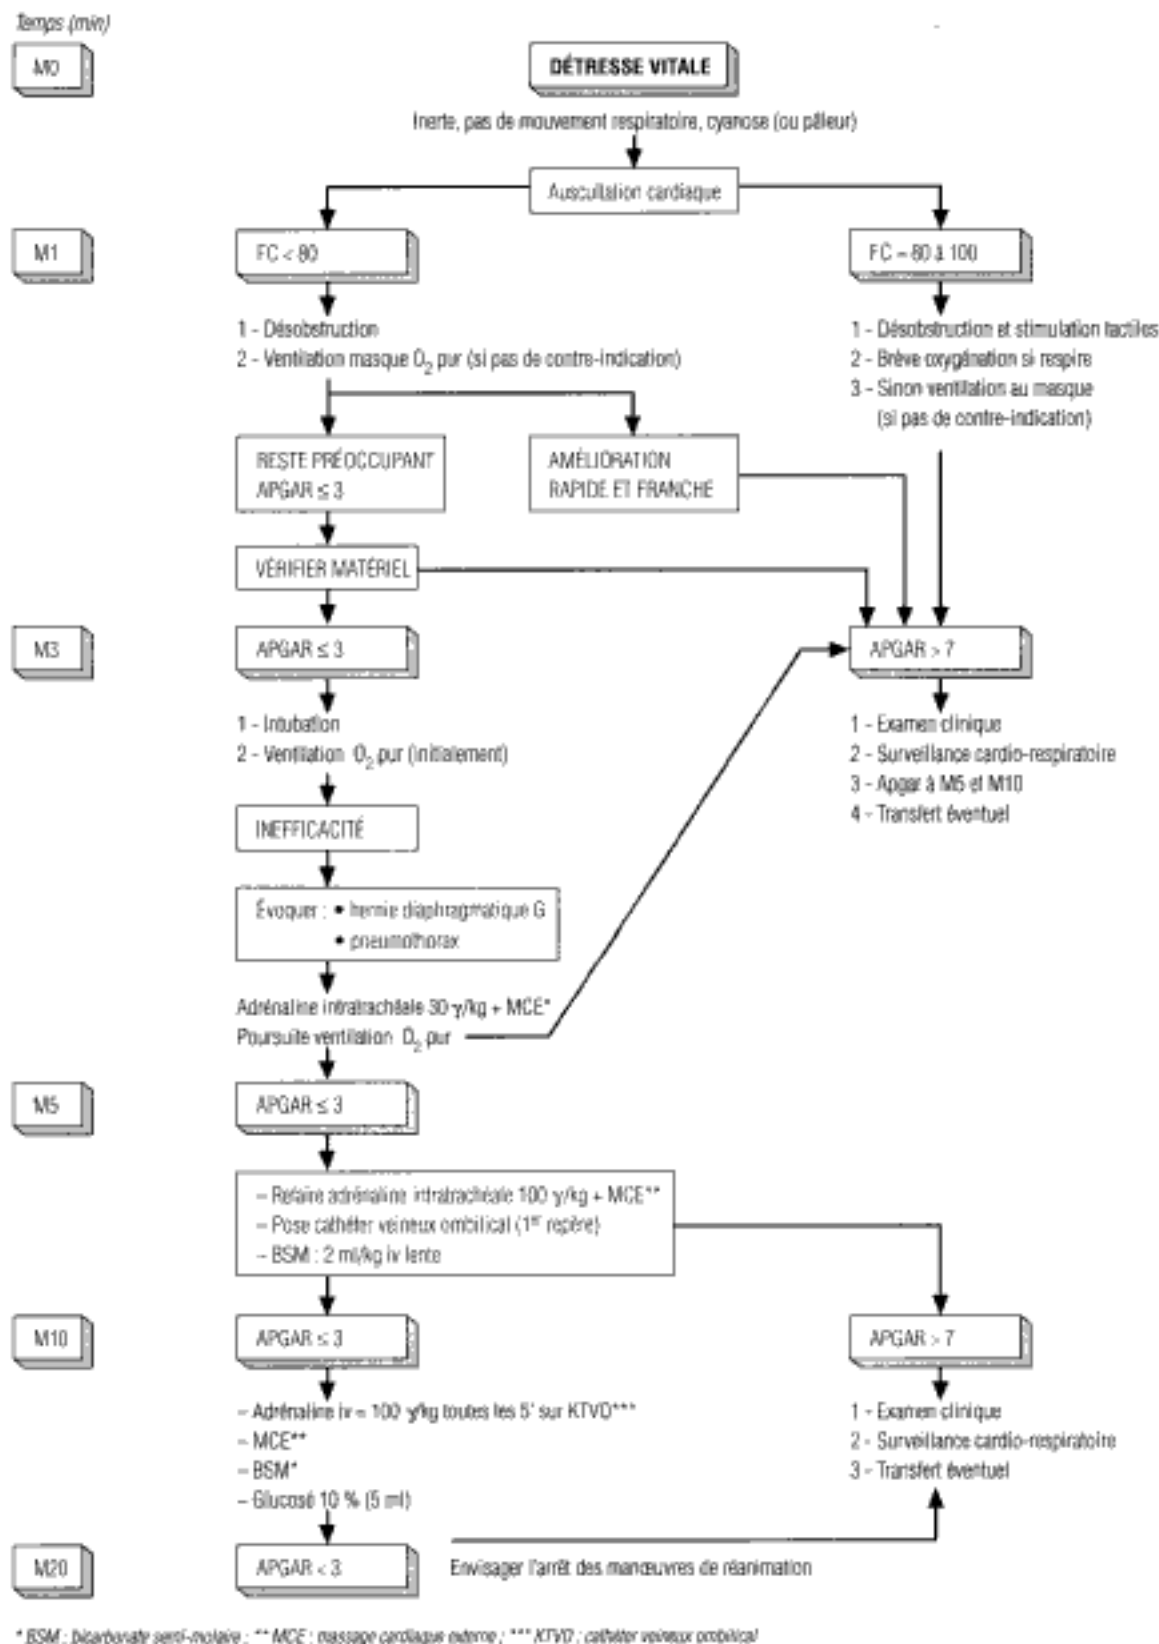 Temps (min)
M0
DÉTRESSE VITALE
Inerte, pas de mouvement respiratoire, cyanose (ou pâleur)
Auscultation cardiaque
M1
FC < 80
FC = 80 à 100
1 - Désobstruction
2 - Ventilation masque O2 pur (si pas de contre-indication)
1 - Désobstruction et stimulation tactiles
2 - Brève oxygénation si respire
3 - Sinon ventilation au masque
(si pas de contre-indication)
RESTE PRÉOCCUPANT
APGAR ≤ 3
AMÉLIORATION
RAPIDE ET FRANCHE
VÉRIFIER MATÉRIEL
M3
APGAR ≤ 3
APGAR > 7
1 - Intubation
2 - Ventilation O2 pur (initialement)
1 - Examen clinique
2 - Surveillance cardio-respiratoire
3 - Apgar à M5 et M10
4 - Transfert éventuel
INEFFICACITÉ
Évoquer : • hernie diaphragmatique G
• pneumothorax
Adrénaline intratrachéale 30 γ/kg + MCE*
Poursuite ventilation O2 pur
M5
APGAR ≤ 3
– Refaire adrénaline intratrachéale 100 γ/kg + MCE**
– Pose cathéter veineux ombilical (1er repère)
– BSM : 2 ml/kg iv lente
M10
APGAR ≤ 3
APGAR > 7
– Adrénaline iv = 100 γ/kg toutes les 5' sur KTVO***
– MCE**
– BSM*
– Glucosé 10 % (5 ml)
1 - Examen clinique
2 - Surveillance cardio-respiratoire
3 - Transfert éventuel
M20
APGAR < 3
Envisager l'arrêt des manœuvres de réanimation
* BSM : bicarbonate semi-molaire ; ** MCE : massage cardiaque externe ; *** KTVO : cathéter veineux ombilical